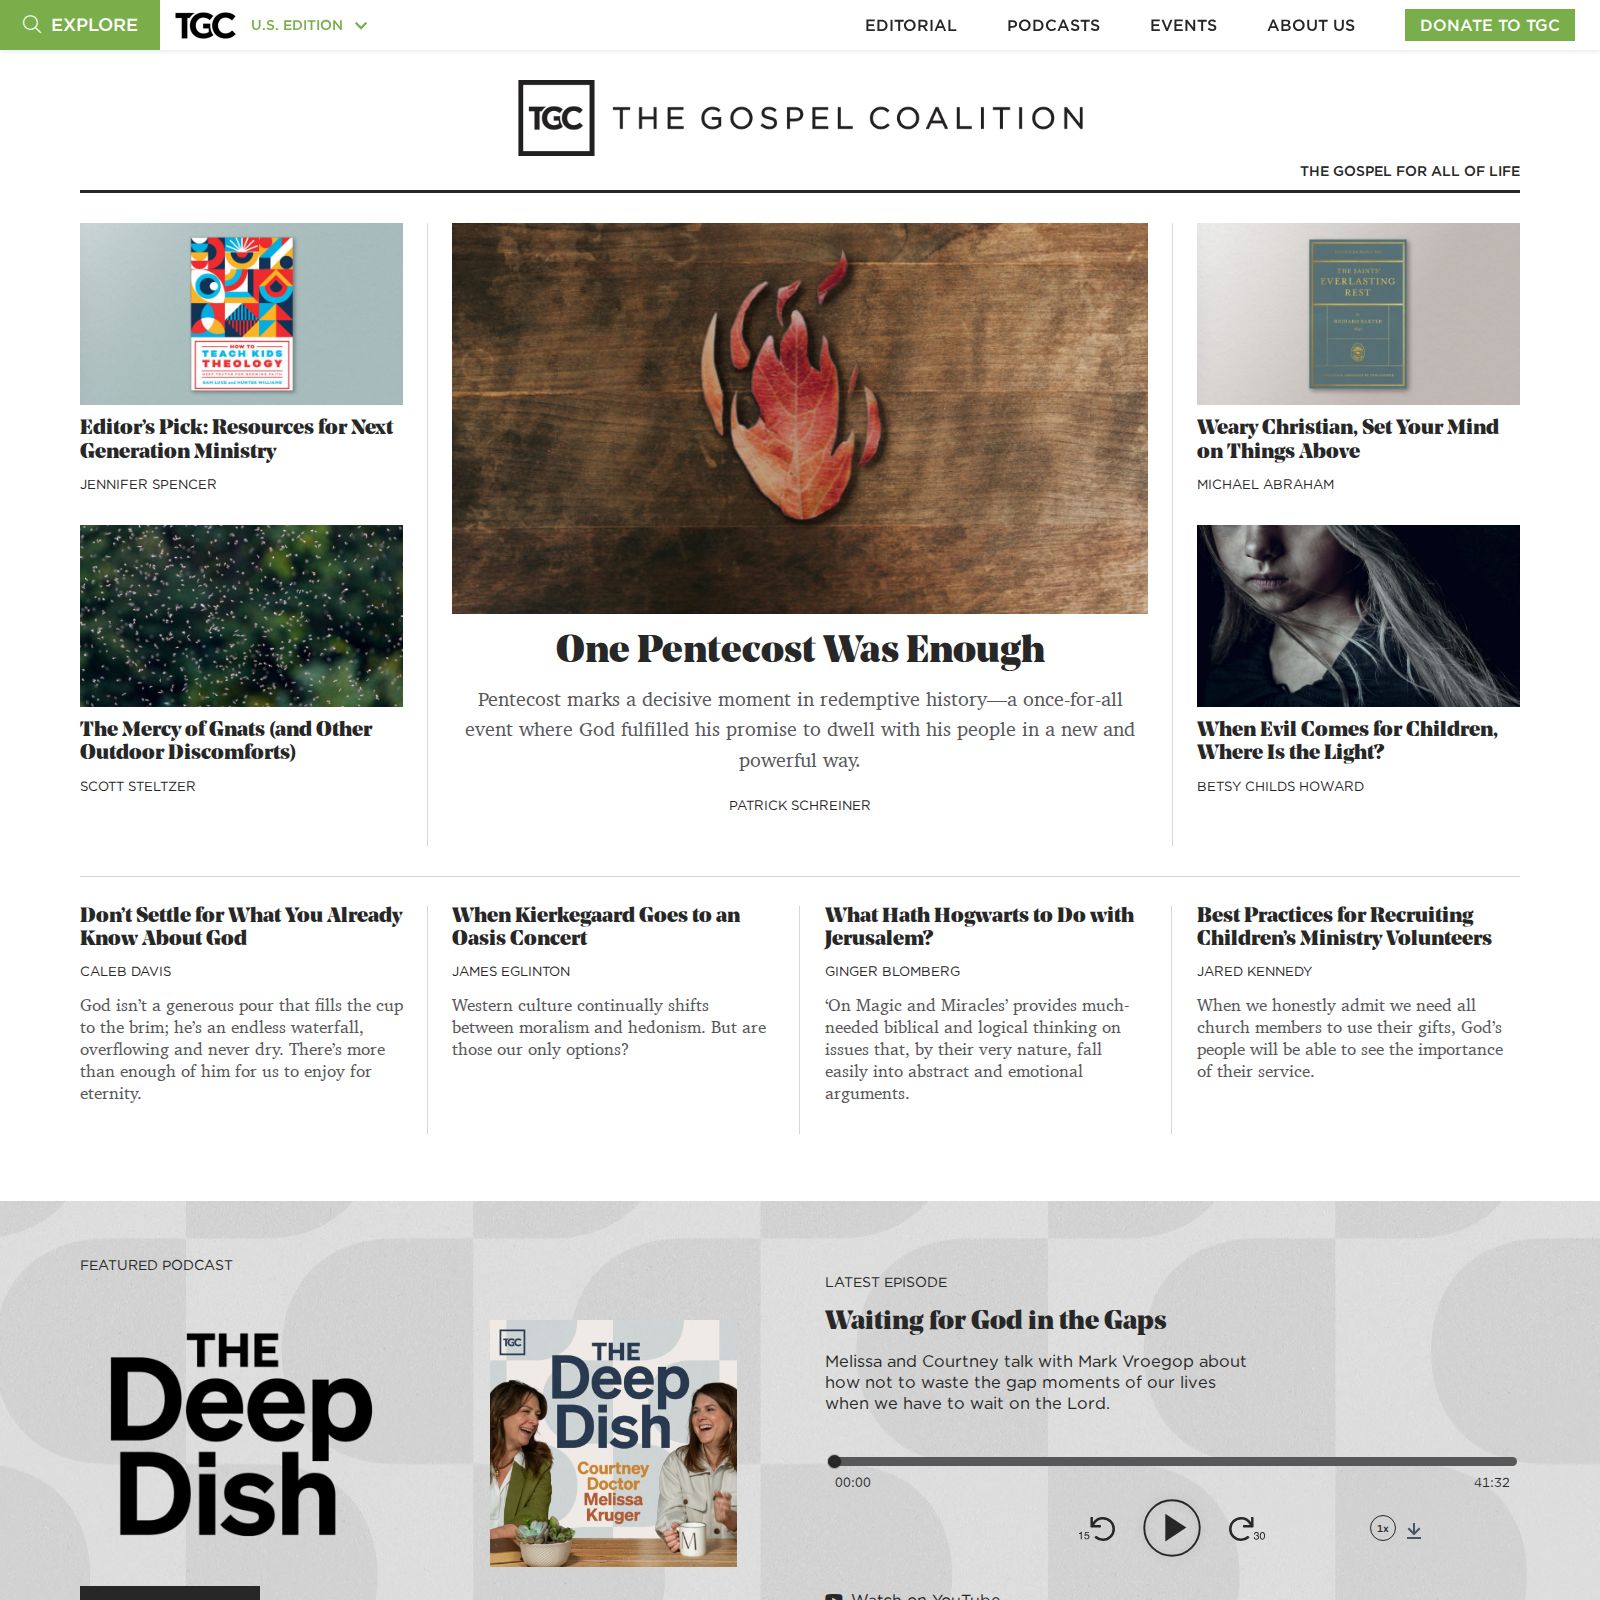 EXPLORE
TGC
U.S. EDITION
EDITORIAL
PODCASTS
EVENTS
ABOUT US
DONATE TO TGC
TGC
THE GOSPEL COALITION
THE GOSPEL FOR ALL OF LIFE
HOW TO
TEACH KIDS
THEOLOGY
DEEP TRUTHS FOR GROWING FAITH
SAM LUCE and HUNTER WILLIAMS
Editor’s Pick: Resources for Next
Generation Ministry
JENNIFER SPENCER
The Mercy of Gnats (and Other
Outdoor Discomforts)
SCOTT STELTZER
One Pentecost Was Enough
Pentecost marks a decisive moment in redemptive history—a once-for-all
event where God fulfilled his promise to dwell with his people in a new and
powerful way.
PATRICK SCHREINER
THE SAINTS’
EVERLASTING
REST
RICHARD BAXTER
Weary Christian, Set Your Mind
on Things Above
MICHAEL ABRAHAM
When Evil Comes for Children,
Where Is the Light?
BETSY CHILDS HOWARD
Don’t Settle for What You Already
Know About God
CALEB DAVIS
God isn’t a generous pour that fills the cup
to the brim; he’s an endless waterfall,
overflowing and never dry. There’s more
than enough of him for us to enjoy for
eternity.
When Kierkegaard Goes to an
Oasis Concert
JAMES EGLINTON
Western culture continually shifts
between moralism and hedonism. But are
those our only options?
What Hath Hogwarts to Do with
Jerusalem?
GINGER BLOMBERG
‘On Magic and Miracles’ provides much-
needed biblical and logical thinking on
issues that, by their very nature, fall
easily into abstract and emotional
arguments.
Best Practices for Recruiting
Children’s Ministry Volunteers
JARED KENNEDY
When we honestly admit we need all
church members to use their gifts, God’s
people will be able to see the importance
of their service.
FEATURED PODCAST
THE
Deep
Dish
TGC
THE
Deep
Dish
Courtney
Doctor
Melissa
Kruger
M
LATEST EPISODE
Waiting for God in the Gaps
Melissa and Courtney talk with Mark Vroegop about
how not to waste the gap moments of our lives
when we have to wait on the Lord.
00:00
41:32
15
30
1x
Watch on YouTube